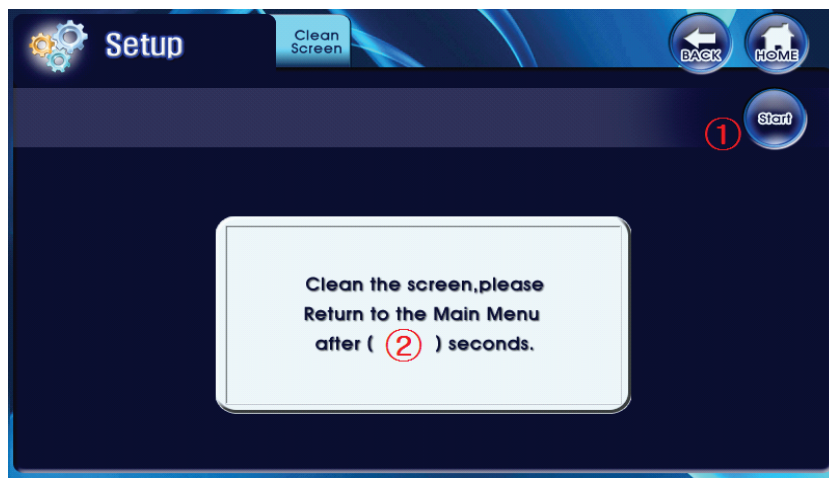 Setup
Clean
Screen
BACK
HOME
Start
①
Clean the screen,please
Return to the Main Menu
after ( ② ) seconds.